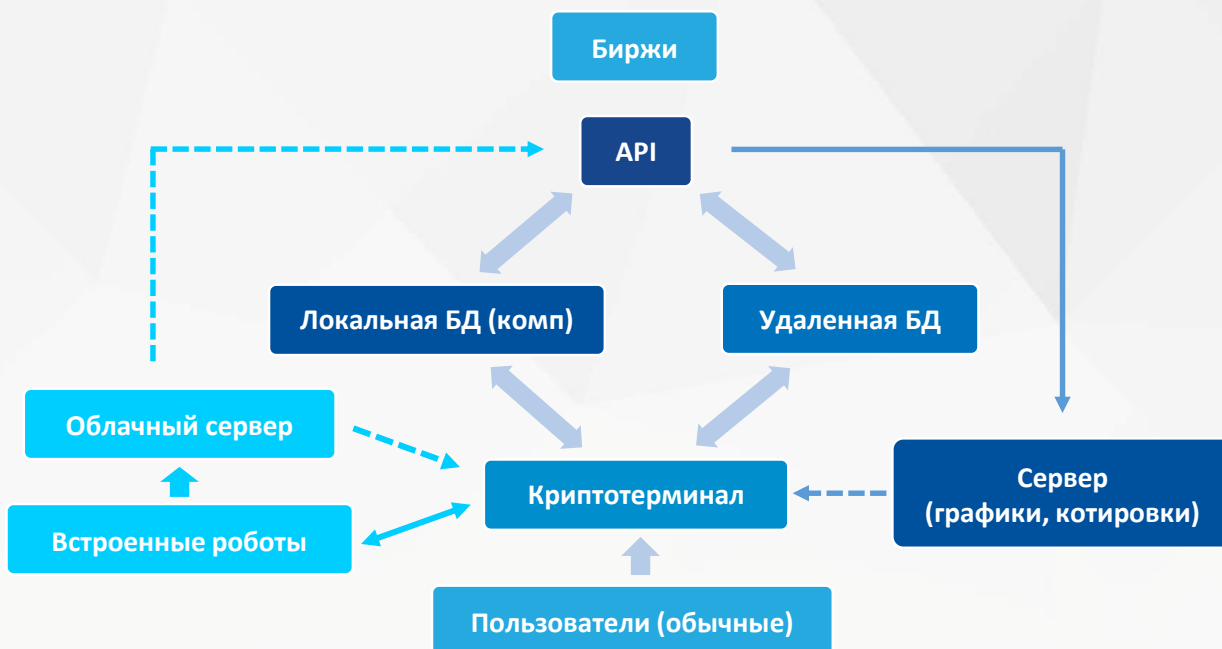 Биржи
API
Локальная БД (комп)
Удаленная БД
Облачный сервер
Криптотерминал
Сервер
(графики, котировки)
Встроенные роботы
Пользователи (обычные)